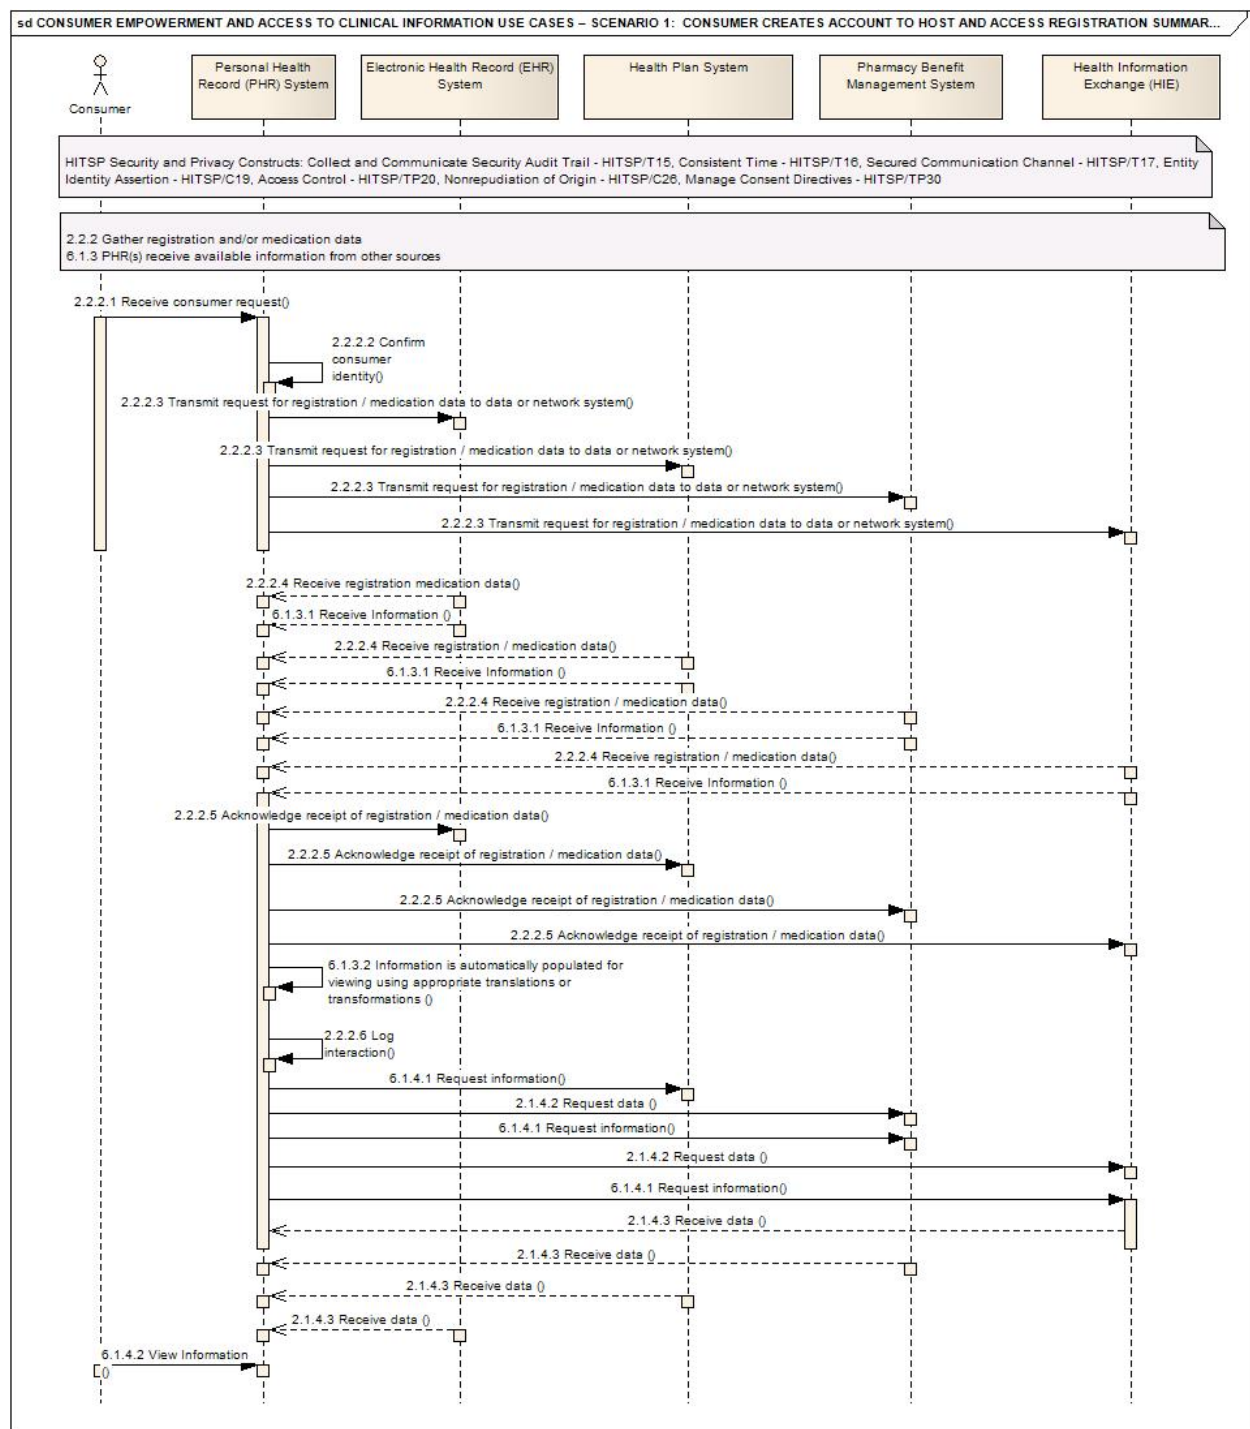 sd CONSUMER EMPOWERMENT AND ACCESS TO CLINICAL INFORMATION USE CASES – SCENARIO 1:  CONSUMER CREATES ACCOUNT TO HOST AND ACCESS REGISTRATION SUMMAR...
Consumer
Personal Health
Record (PHR) System
Electronic Health Record (EHR)
System
Health Plan System
Pharmacy Benefit
Management System
Health Information
Exchange (HIE)
HITSP Security and Privacy Constructs: Collect and Communicate Security Audit Trail - HITSP/T15, Consistent Time - HITSP/T16, Secured Communication Channel - HITSP/T17, Entity
Identity Assertion - HITSP/C19, Access Control - HITSP/TP20, Nonrepudiation of Origin - HITSP/C26, Manage Consent Directives - HITSP/TP30
2.2.2 Gather registration and/or medication data
6.1.3 PHR(s) receive available information from other sources
2.2.2.1 Receive consumer request()
2.2.2.2 Confirm
consumer
identity()
2.2.2.3 Transmit request for registration / medication data to data or network system()
2.2.2.3 Transmit request for registration / medication data to data or network system()
2.2.2.3 Transmit request for registration / medication data to data or network system()
2.2.2.3 Transmit request for registration / medication data to data or network system()
2.2.2.4 Receive registration medication data()
6.1.3.1 Receive Information ()
2.2.2.4 Receive registration / medication data()
6.1.3.1 Receive Information ()
2.2.2.4 Receive registration / medication data()
6.1.3.1 Receive Information ()
2.2.2.4 Receive registration / medication data()
6.1.3.1 Receive Information ()
2.2.2.5 Acknowledge receipt of registration / medication data()
2.2.2.5 Acknowledge receipt of registration / medication data()
2.2.2.5 Acknowledge receipt of registration / medication data()
2.2.2.5 Acknowledge receipt of registration / medication data()
6.1.3.2 Information is automatically populated for
viewing using appropriate translations or
transformations ()
2.2.2.6 Log
interaction()
6.1.4.1 Request information()
2.1.4.2 Request data ()
6.1.4.1 Request information()
2.1.4.2 Request data ()
6.1.4.1 Request information()
2.1.4.3 Receive data ()
2.1.4.3 Receive data ()
2.1.4.3 Receive data ()
2.1.4.3 Receive data ()
6.1.4.2 View Information
()